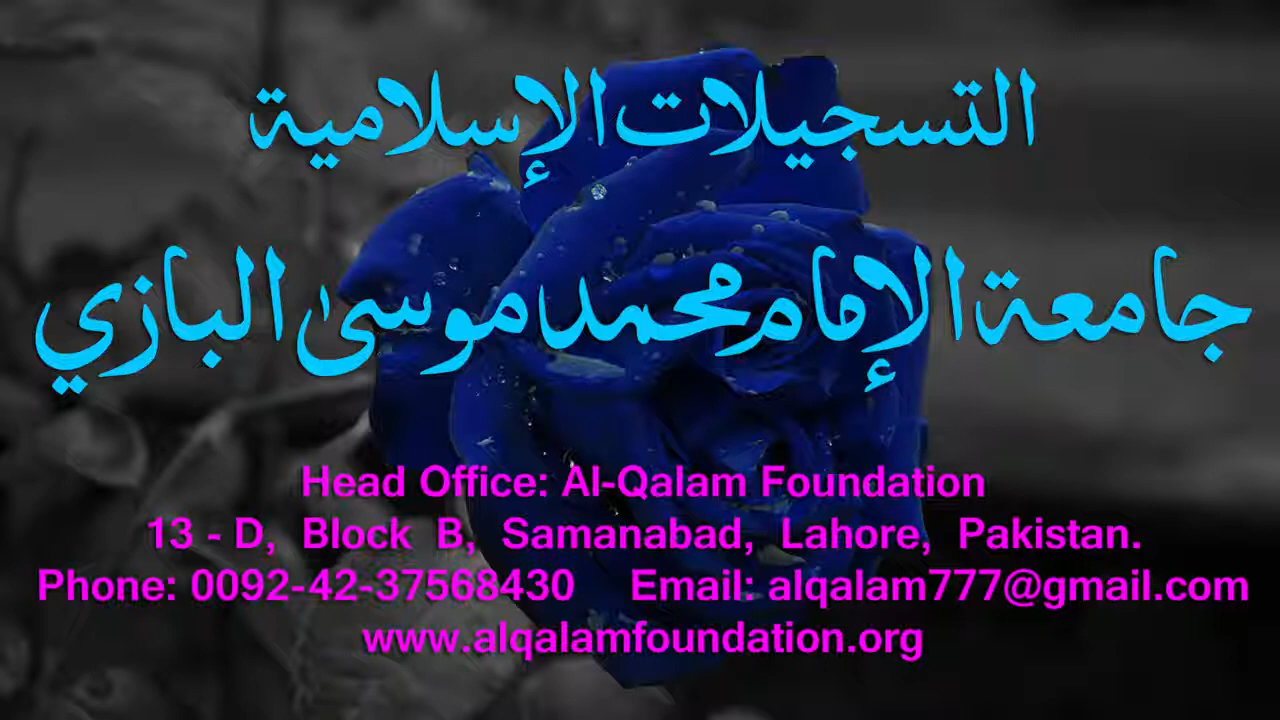 التسجيلات الإسلامية
جامعة الإمام محمد موسىٰ البازي
Head Office: Al-Qalam Foundation
13 - D, Block B, Samanabad, Lahore, Pakistan.
Phone: 0092-42-37568430 Email: alqalam777@gmail.com
www.alqalamfoundation.org